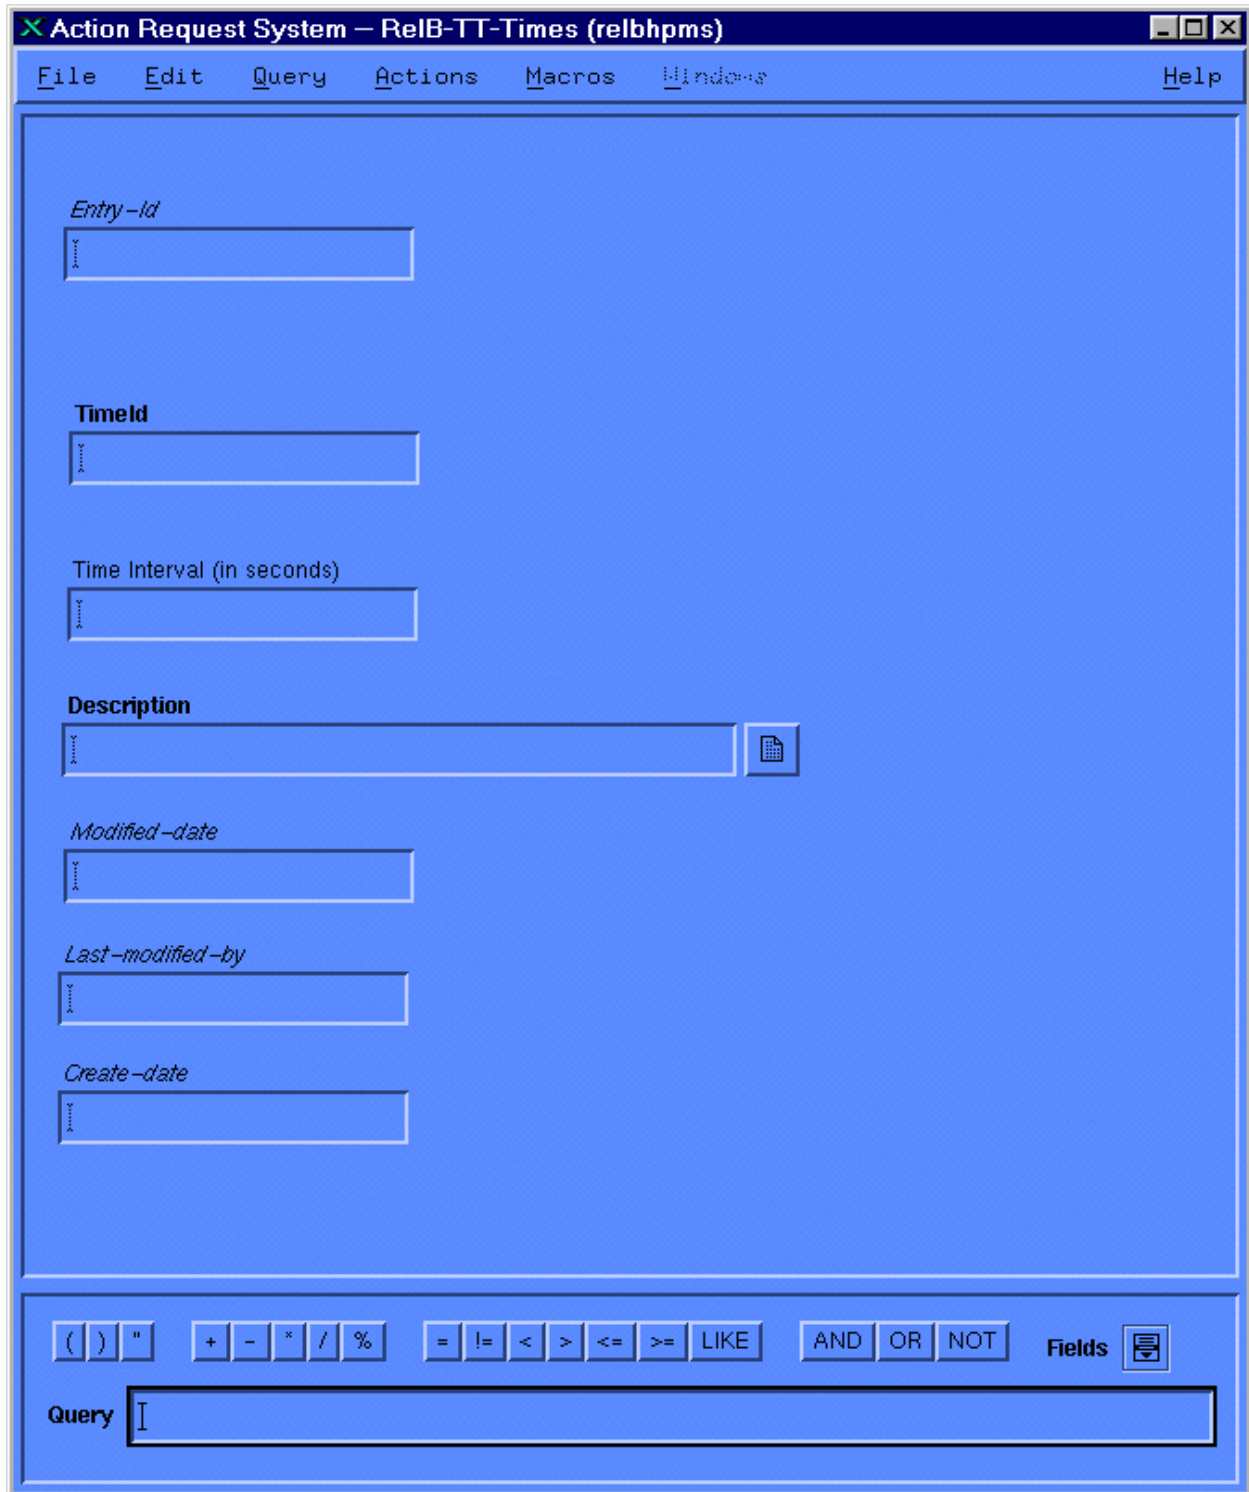 Action Request System — RelB-TT-Times (relbhpms)
File Edit Query Actions Macros Windows Help
Entry-Id
TimeId
Time Interval (in seconds)
Description
Modified-date
Last-modified-by
Create-date
( ) " + - * / % = != < > <= >= LIKE AND OR NOT Fields
Query